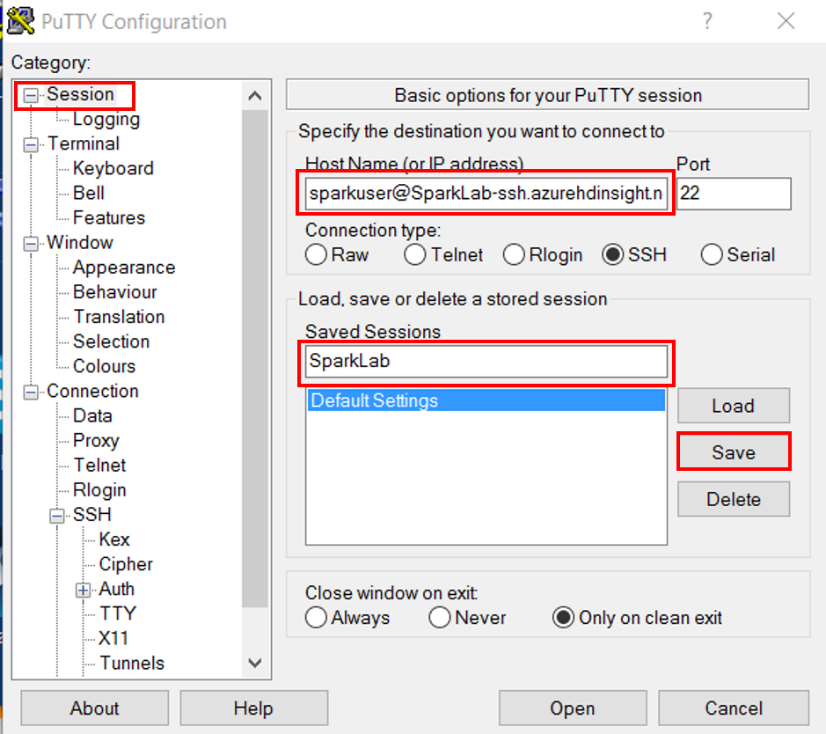 PuTTY Configuration
?
Category:
Session
Logging
Terminal
Keyboard
Bell
Features
Window
Appearance
Behaviour
Translation
Selection
Colours
Connection
Data
Proxy
Telnet
Rlogin
SSH
Kex
Cipher
Auth
TTY
X11
Tunnels
Basic options for your PuTTY session
Specify the destination you want to connect to
Host Name (or IP address) Port
sparkuser@SparkLab-ssh.azurehdinsight.n 22
Connection type:
Raw Telnet Rlogin SSH Serial
Load, save or delete a stored session
Saved Sessions
SparkLab
Default Settings
Load
Save
Delete
Close window on exit:
Always Never Only on clean exit
About Help Open Cancel